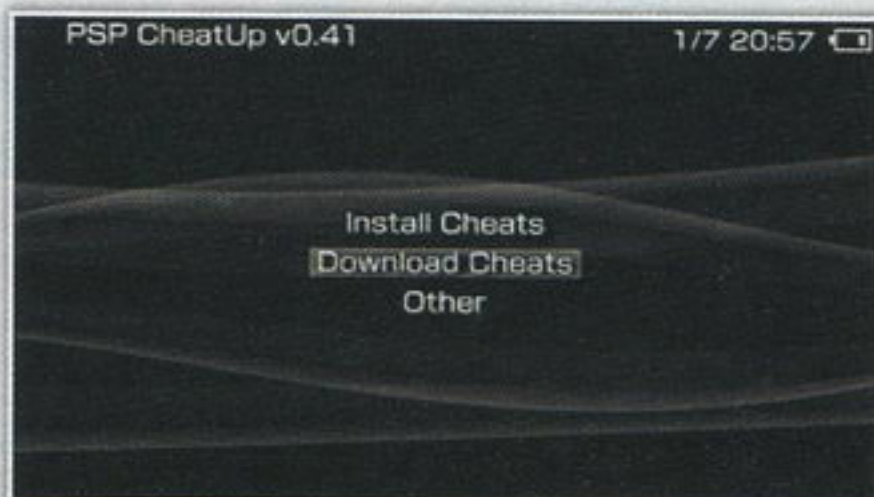 PSP CheatUp v0.41
1/7 20:57
Install Cheats
Download Cheats
Other